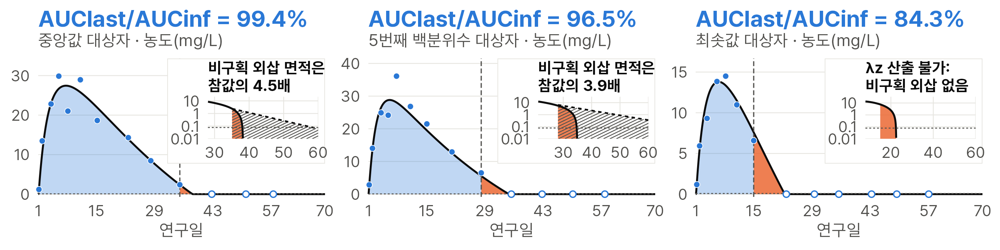 AUClast/AUCinf = 99.4%
중앙값 대상자 · 농도(mg/L)
30
20
10
0
비구획 외삽 면적은
참값의 4.5배
10
1
0.1
0.01
30 40 50 60
1 15 29 43 57 70
연구일
AUClast/AUCinf = 96.5%
5번째 백분위수 대상자 · 농도(mg/L)
40
30
20
10
0
비구획 외삽 면적은
참값의 3.9배
10
1
0.1
0.01
30 40 50 60
1 15 29 43 57 70
연구일
AUClast/AUCinf = 84.3%
최솟값 대상자 · 농도(mg/L)
15
10
5
0
λz 산출 불가:
비구획 외삽 없음
10
1
0.1
0.01
20 40 60
1 15 29 43 57 70
연구일